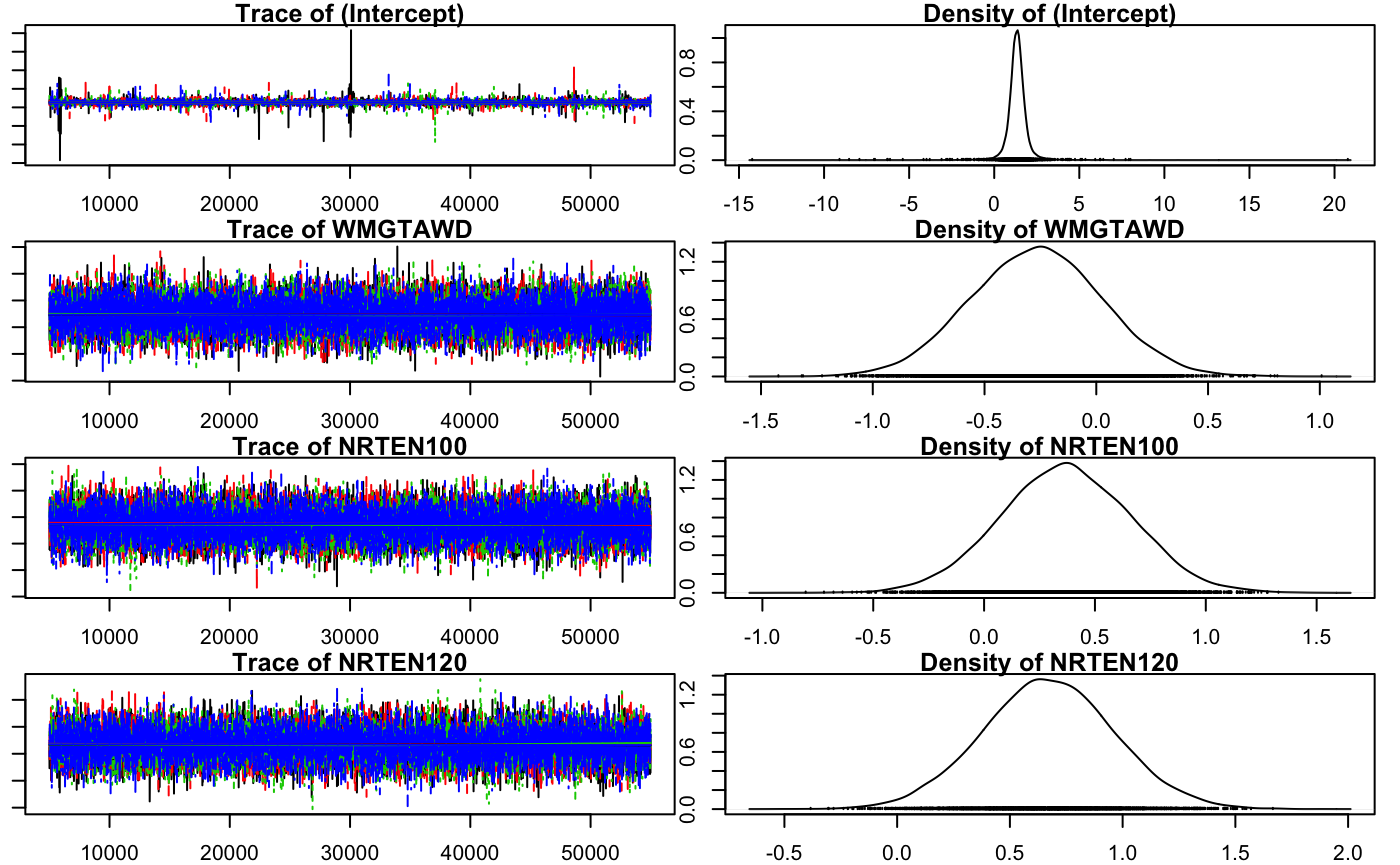 Trace of (Intercept)
10000 20000 30000 40000 50000
Density of (Intercept)
0.0 0.4 0.8
-15 -10 -5 0 5 10 15 20
Trace of WMGTAWD
10000 20000 30000 40000 50000
Density of WMGTAWD
0.0 0.6 1.2
-1.5 -1.0 -0.5 0.0 0.5 1.0
Trace of NRTEN100
10000 20000 30000 40000 50000
Density of NRTEN100
0.0 0.6 1.2
-1.0 -0.5 0.0 0.5 1.0 1.5
Trace of NRTEN120
10000 20000 30000 40000 50000
Density of NRTEN120
0.0 0.6 1.2
-0.5 0.0 0.5 1.0 1.5 2.0